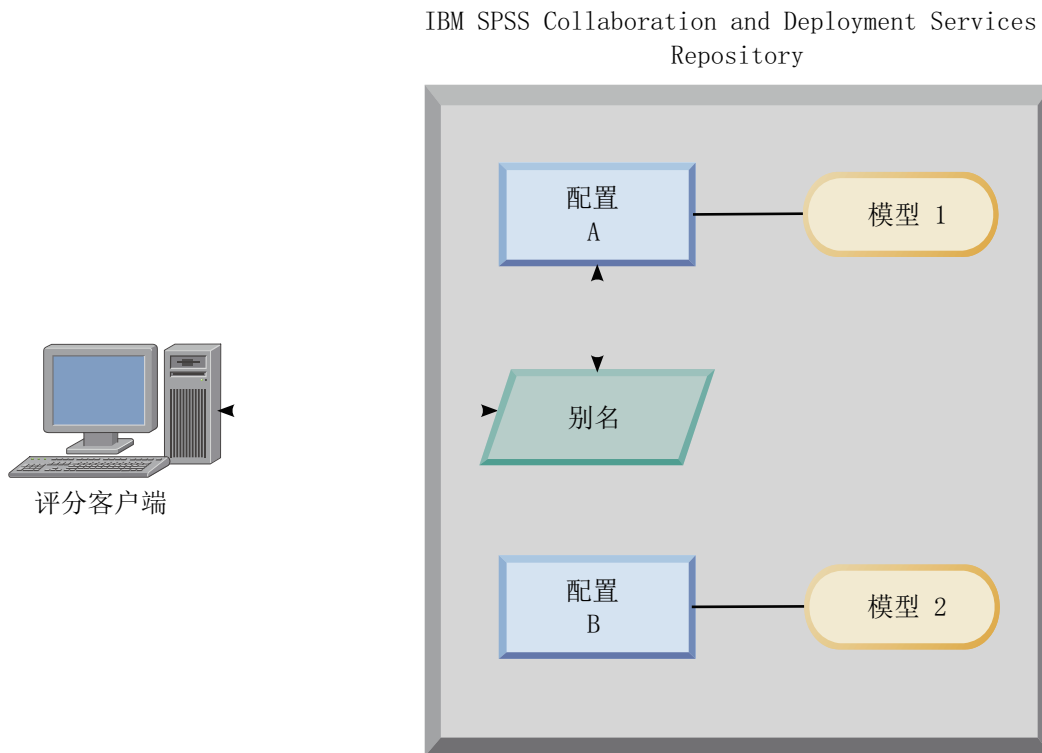 IBM SPSS Collaboration and Deployment Services
Repository
配置
A
模型 1
别名
评分客户端
配置
B
模型 2